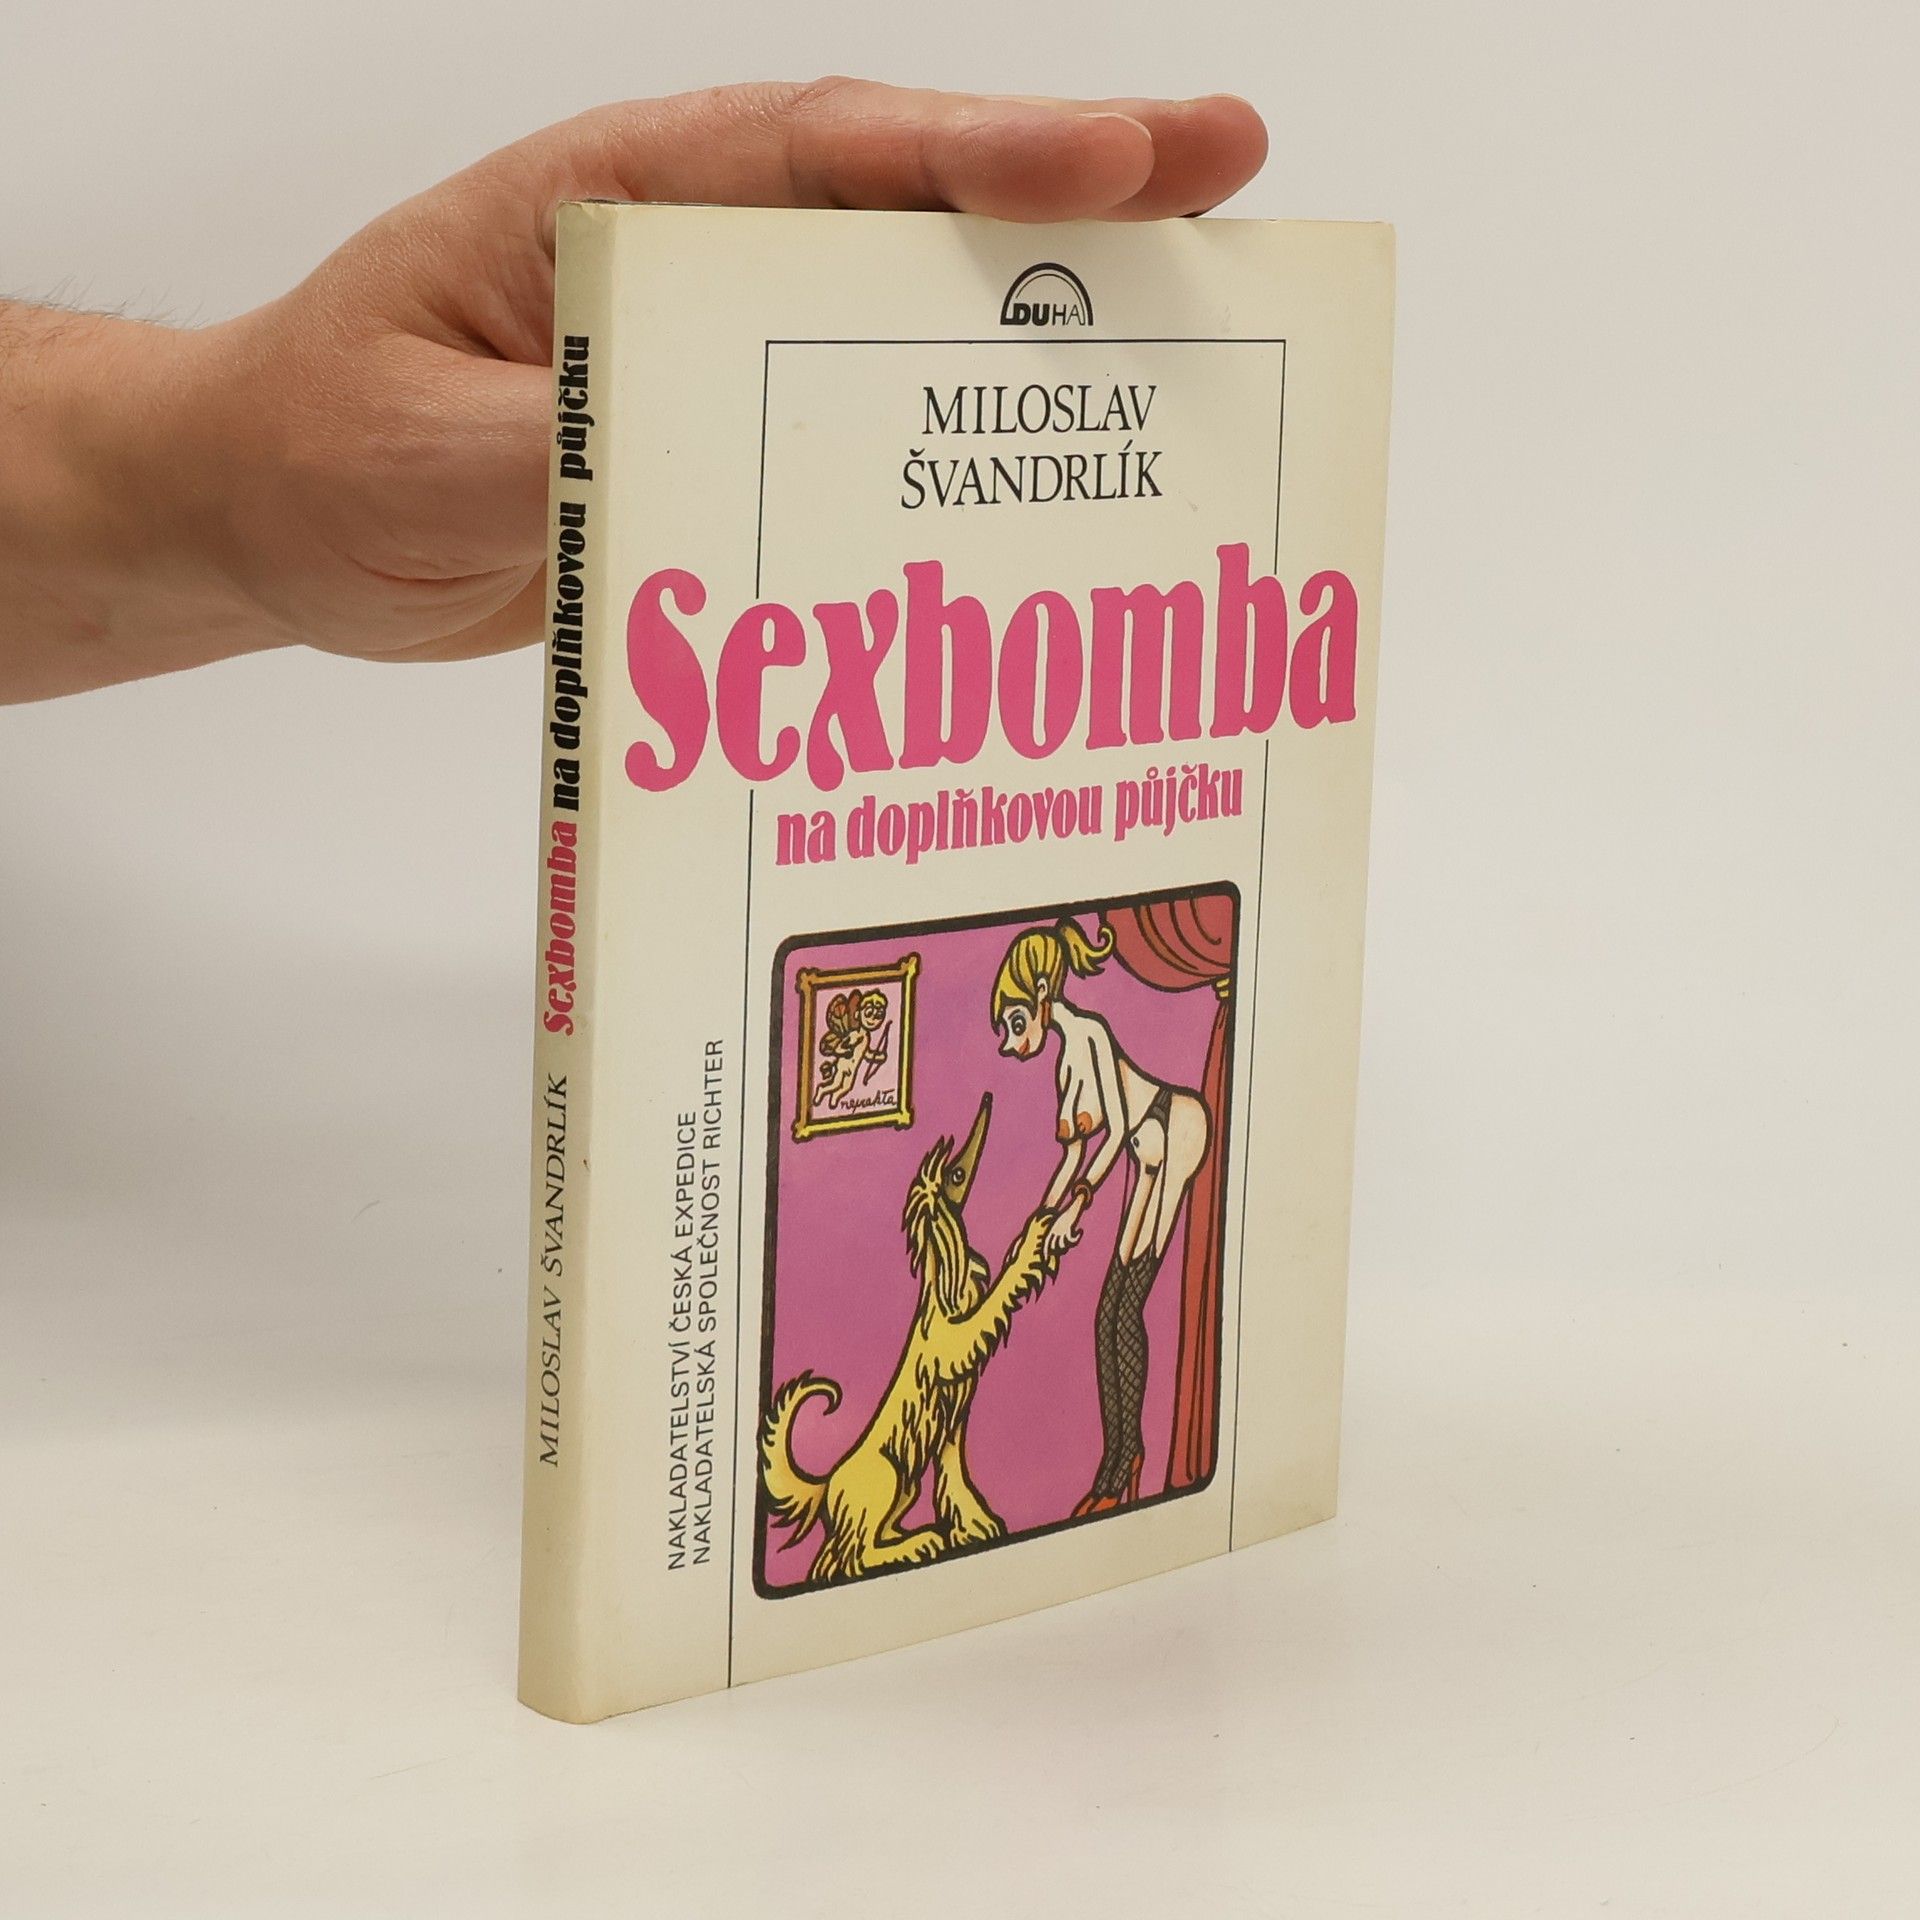 DUHA
MILOSLAV
ŠVANDRLÍK
Sexbomba
na doplňkovou půjčku
neprakta
NAKLADATELSTVÍ ČESKÁ EXPEDICE
NAKLADATELSKÁ SPOLEČNOST RICHTER
MILOSLAV ŠVANDRLÍK Sexbomba na doplňkovou půjčku